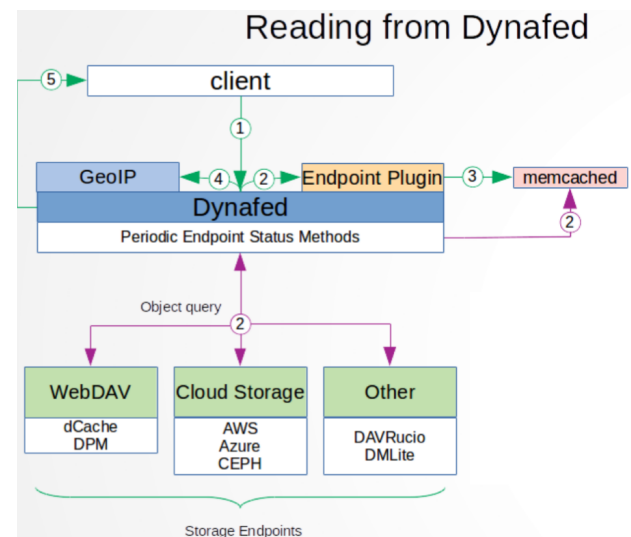 Reading from Dynafed
5
client
1
GeoIP
4
2
Endpoint Plugin
3
memcached
Dynafed
Periodic Endpoint Status Methods
2
Object query
2
WebDAV
Cloud Storage
Other
dCache
DPM
AWS
Azure
CEPH
DAVRucio
DMLite
Storage Endpoints